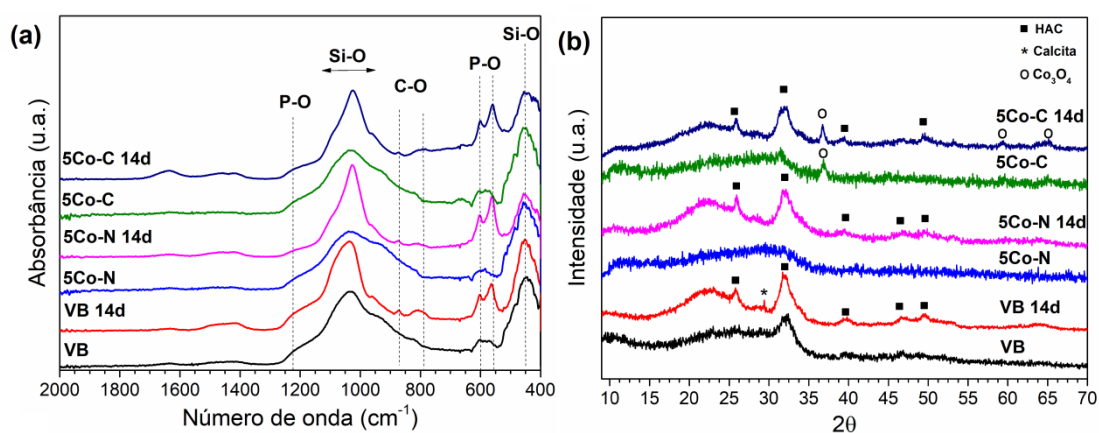 (a)
Si-O
Si-O
P-O
C-O
P-O
5Co-C 14d
5Co-C
5Co-N 14d
5Co-N
VB 14d
VB
Absorbância (u.a.)
2000 1800 1600 1400 1200 1000 800 600 400
Número de onda (cm⁻¹)
(b)
■ HAC
* Calcita
O Co₃O₄
O
O
O
O
5Co-C 14d
5Co-C
5Co-N 14d
5Co-N
*
VB 14d
VB
Intensidade (u.a.)
10 15 20 25 30 35 40 45 50 55 60 65 70
2θ